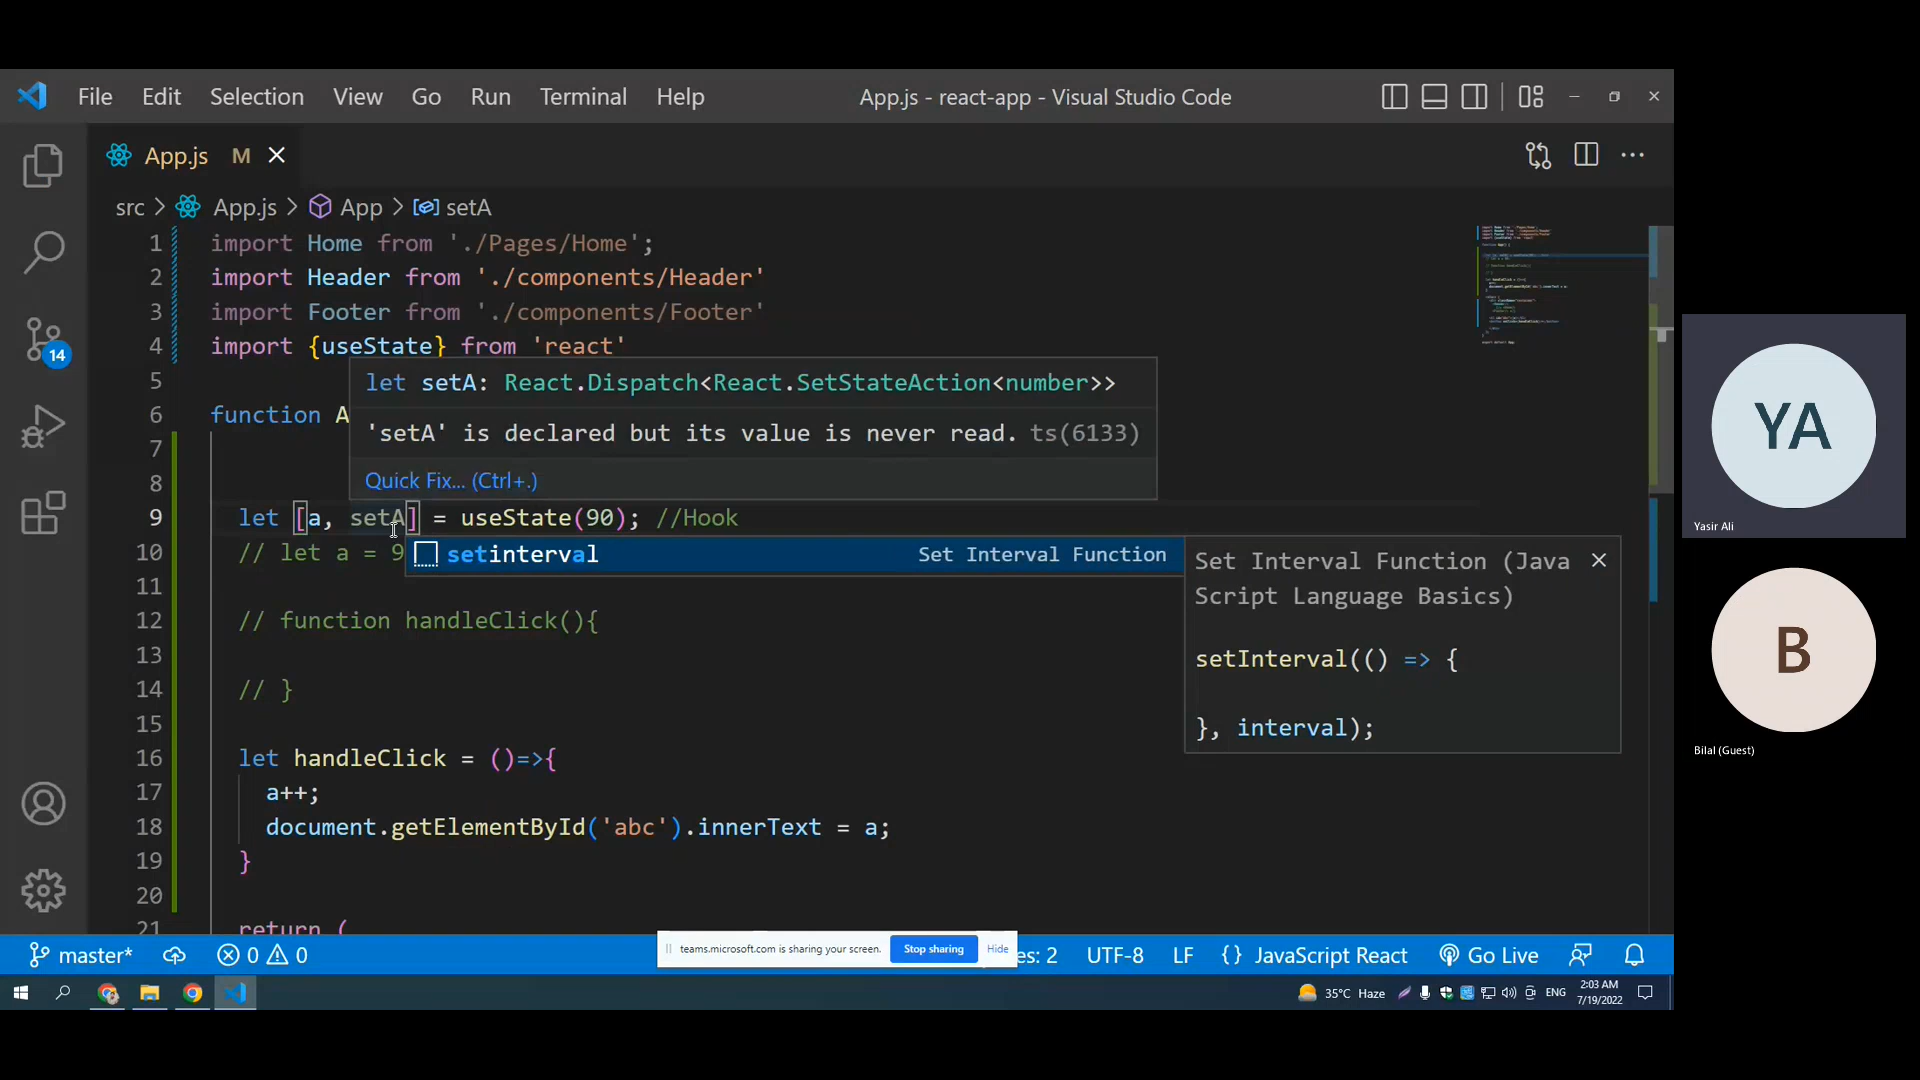 File Edit Selection View Go Run Terminal Help
App.js - react-app - Visual Studio Code
App.js M
src > App.js > App > setA
1 import Home from './Pages/Home';
2 import Header from './components/Header'
3 import Footer from './components/Footer'
4 import {useState} from 'react'
5
let setA: React.Dispatch<React.SetStateAction<number>>
6 function A
'setA' is declared but its value is never read. ts(6133)
7
8
Quick Fix... (Ctrl+.)
9 let [a, setA] = useState(90); //Hook
10 // let a = 9
setinterval Set Interval Function
Set Interval Function (Java
Script Language Basics)
setInterval(() => {
}, interval);
11
12 // function handleClick(){
13
14 // }
15
16 let handleClick = ()=>{
17 a++;
18 document.getElementById('abc').innerText = a;
19 }
20
21 return (
14
master* 0 0
teams.microsoft.com is sharing your screen. Stop sharing Hide
es: 2 UTF-8 LF {} JavaScript React Go Live
35°C Haze ENG 2:03 AM
7/19/2022
YA
Yasir Ali
B
Bilal (Guest)